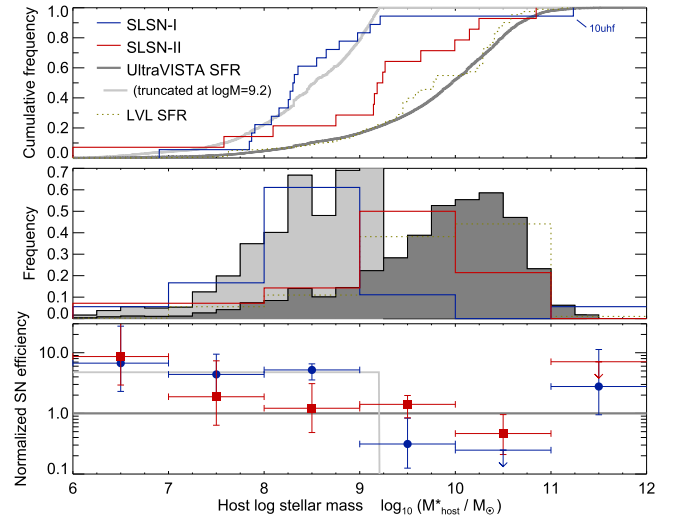 Cumulative frequency
1.0
0.8
0.6
0.4
0.2
0.0
SLSN-I
SLSN-II
UltraVISTA SFR
(truncated at logM=9.2)
LVL SFR
10uhf
Frequency
0.7
0.5
0.4
0.3
0.2
0.1
0.0
Normalized SN efficiency
10.0
1.0
0.1
6 7 8 9 10 11 12
Host log stellar mass log10 (M*host / M☉)